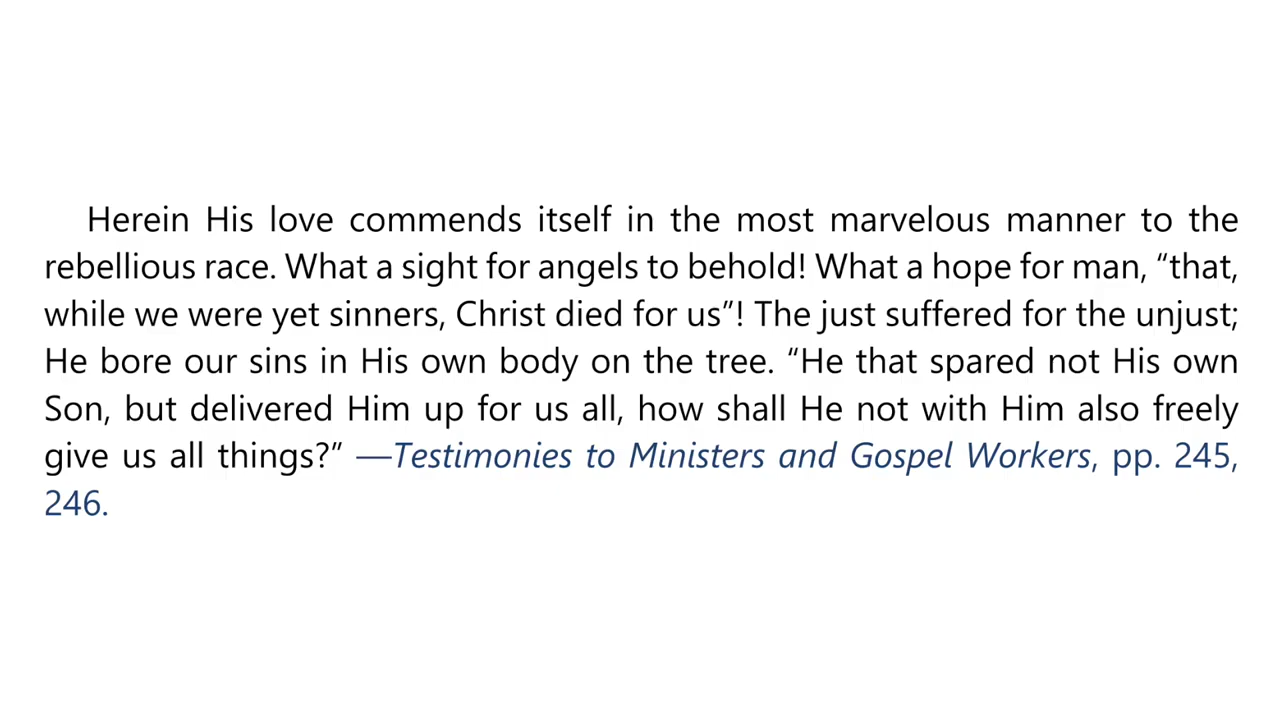 Herein His love commends itself in the most marvelous manner to the
rebellious race. What a sight for angels to behold! What a hope for man, “that,
while we were yet sinners, Christ died for us”! The just suffered for the unjust;
He bore our sins in His own body on the tree. “He that spared not His own
Son, but delivered Him up for us all, how shall He not with Him also freely
give us all things?” —Testimonies to Ministers and Gospel Workers, pp. 245,
246.